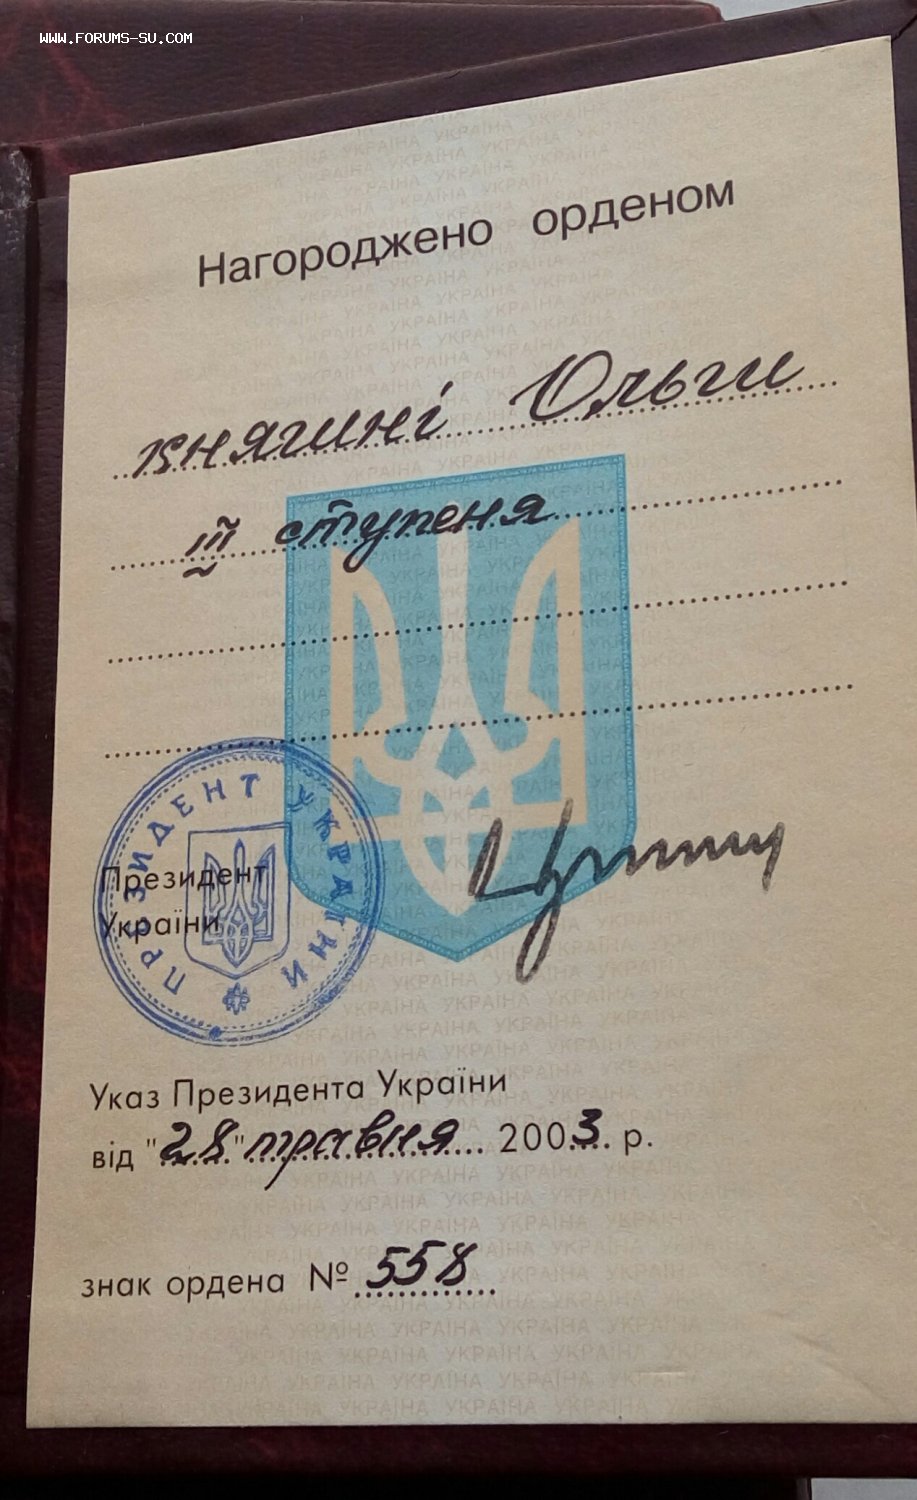 WWW.FORUMS-SU.COM
Нагороджено орденом
княгині Ольги
III ступеня
ПРЕЗИДЕНТ УКРАЇНИ
Президент
України
Указ Президента України
від "28" травня 2003 р.
знак ордена № 558